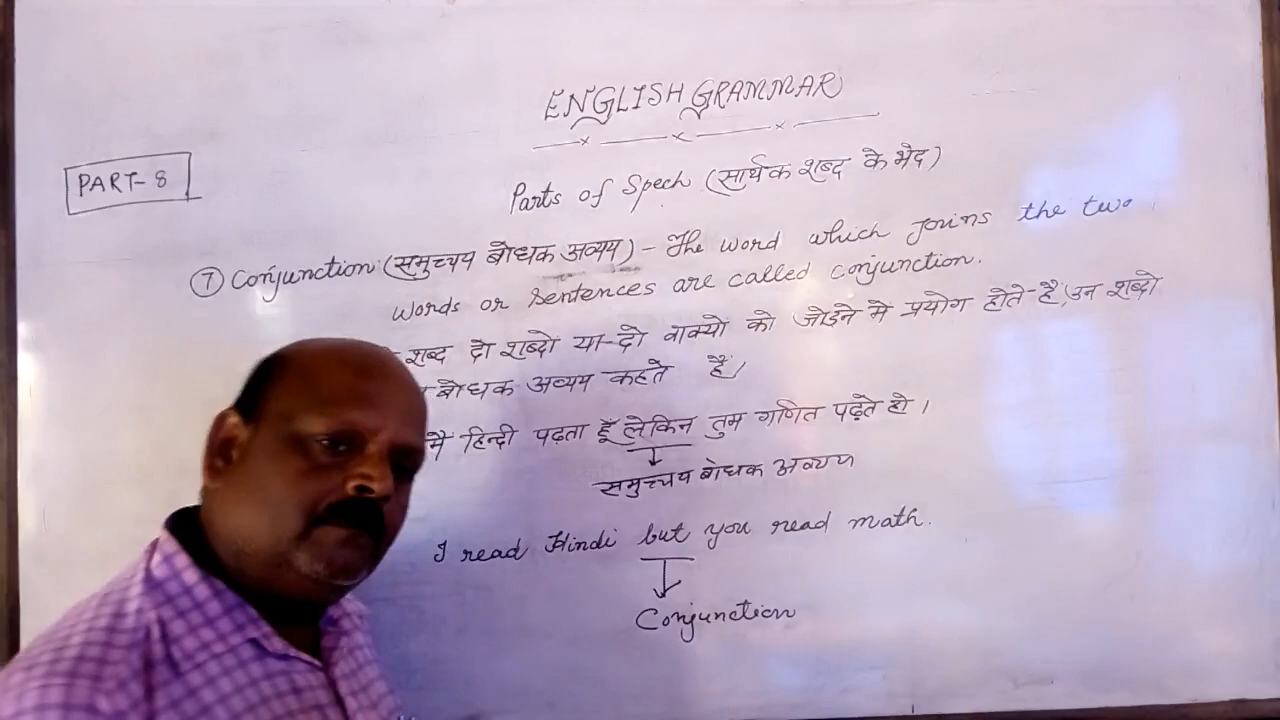 ENGLISH GRAMMAR
PART-8
Parts of Spech (सार्थक शब्द के भेद)
⑦ Conjunction (समुच्चय बोधक अव्यय) - The word which joins the two
words or sentences are called conjunction.
शब्द दो शब्दो या दो वाक्यो को जोडने मे प्रयोग होते है, उन शब्दो
बोधक अव्यय कहते है।
मै हिन्दी पढ़ता हूँ लेकिन तुम गणित पढ़ते हो।
समुच्चय बोधक अव्यय
I read Hindi but you read math.
Conjunction